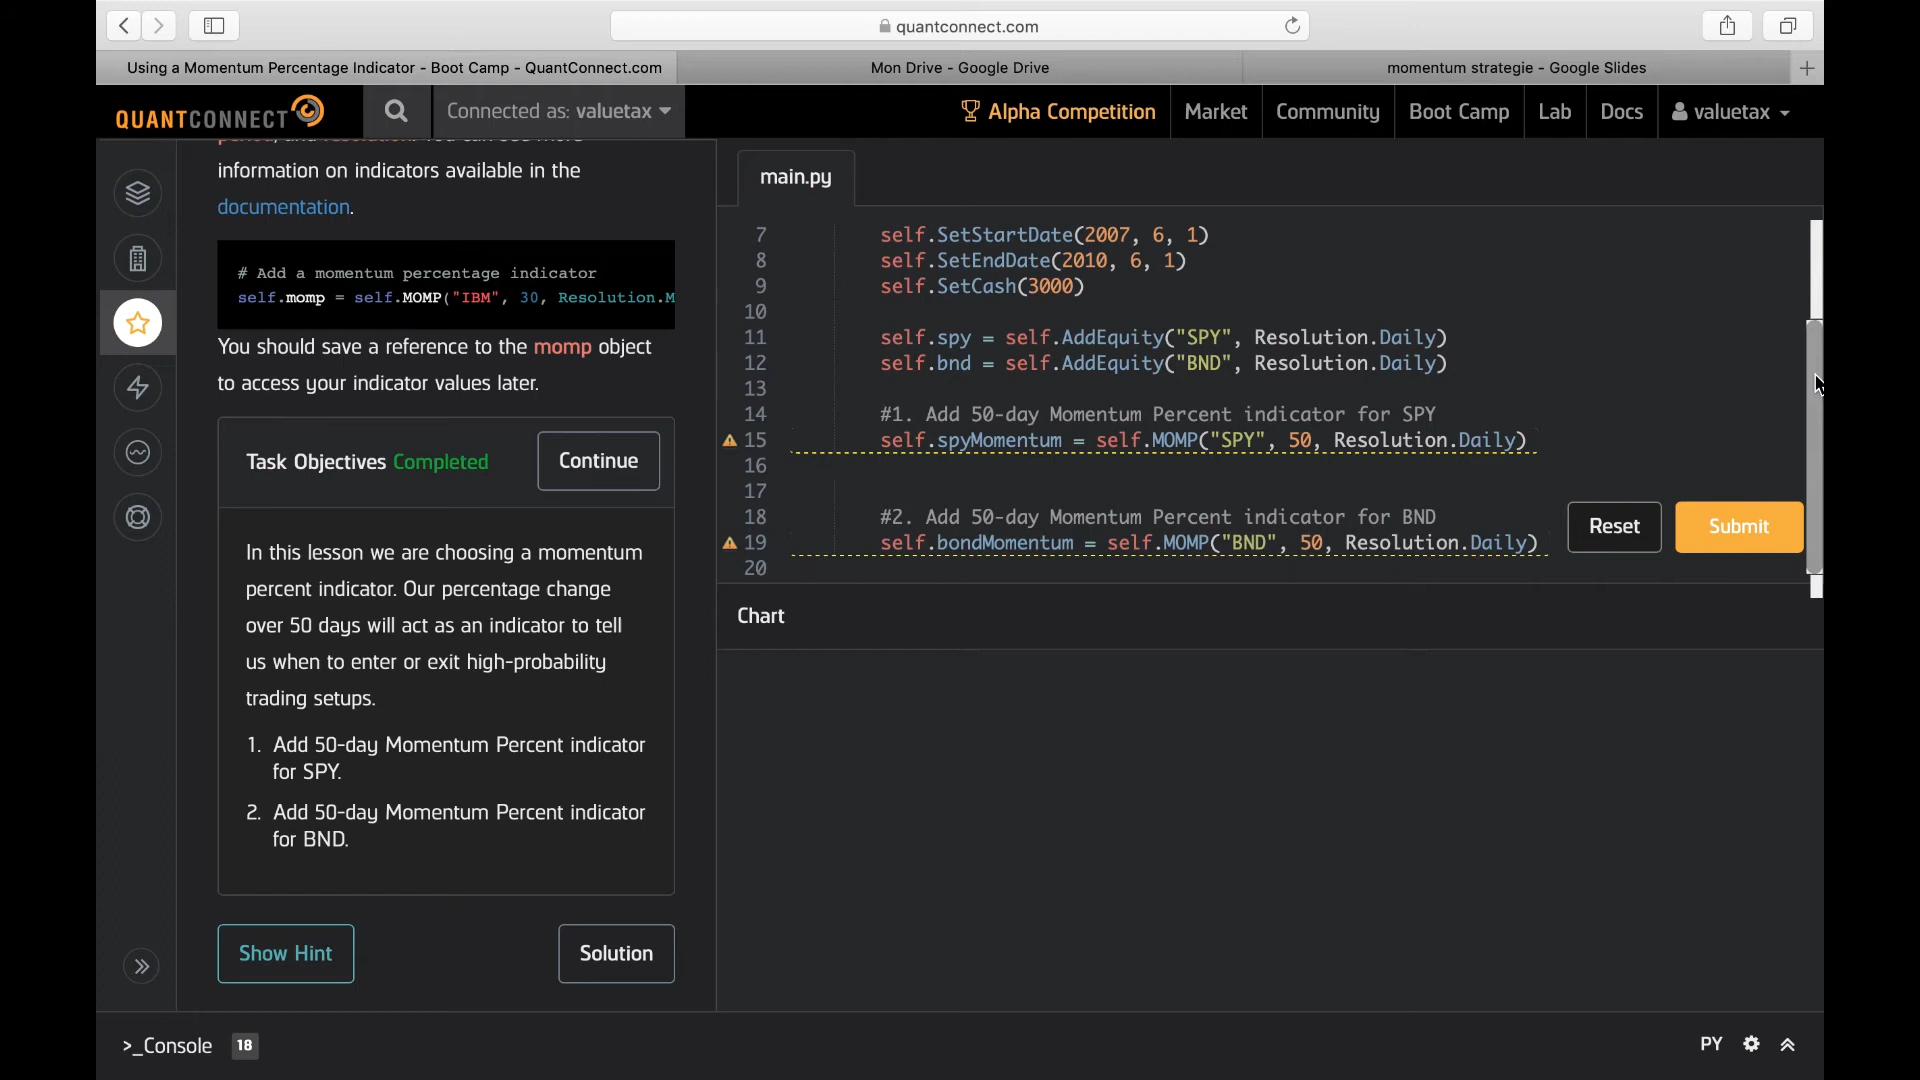 quantconnect.com
Using a Momentum Percentage Indicator - Boot Camp - QuantConnect.com
Mon Drive - Google Drive
momentum strategie - Google Slides
QUANTCONNECT
Connected as: valuetax
Alpha Competition
Market
Community
Boot Camp
Lab
Docs
valuetax
information on indicators available in the
documentation.
# Add a momentum percentage indicator
self.momp = self.MOMP("IBM", 30, Resolution.M
You should save a reference to the momp object
to access your indicator values later.
Task Objectives Completed
Continue
In this lesson we are choosing a momentum
percent indicator. Our percentage change
over 50 days will act as an indicator to tell
us when to enter or exit high-probability
trading setups.
1. Add 50-day Momentum Percent indicator
for SPY.
2. Add 50-day Momentum Percent indicator
for BND.
Show Hint
Solution
main.py
7 self.SetStartDate(2007, 6, 1)
8 self.SetEndDate(2010, 6, 1)
9 self.SetCash(3000)
10
11 self.spy = self.AddEquity("SPY", Resolution.Daily)
12 self.bnd = self.AddEquity("BND", Resolution.Daily)
13
14 #1. Add 50-day Momentum Percent indicator for SPY
15 self.spyMomentum = self.MOMP("SPY", 50, Resolution.Daily)
16
17
18 #2. Add 50-day Momentum Percent indicator for BND
19 self.bondMomentum = self.MOMP("BND", 50, Resolution.Daily)
20
Reset
Submit
Chart
>_Console 18
PY